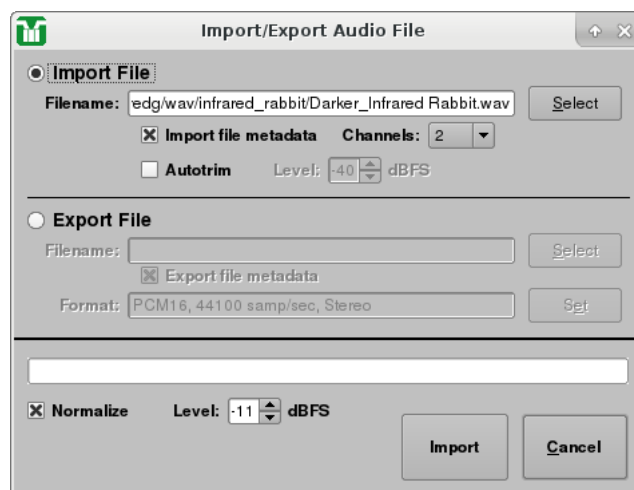 Import/Export Audio File
Import File
Filename: redg/wav/infrared_rabbit/Darker_Infrared Rabbit.wav Select
Import file metadata Channels: 2
Autotrim Level: -40 dBFS
Export File
Filename: Select
Export file metadata
Format: PCM16, 44100 samp/sec, Stereo Set
Normalize Level: -11 dBFS
Import Cancel